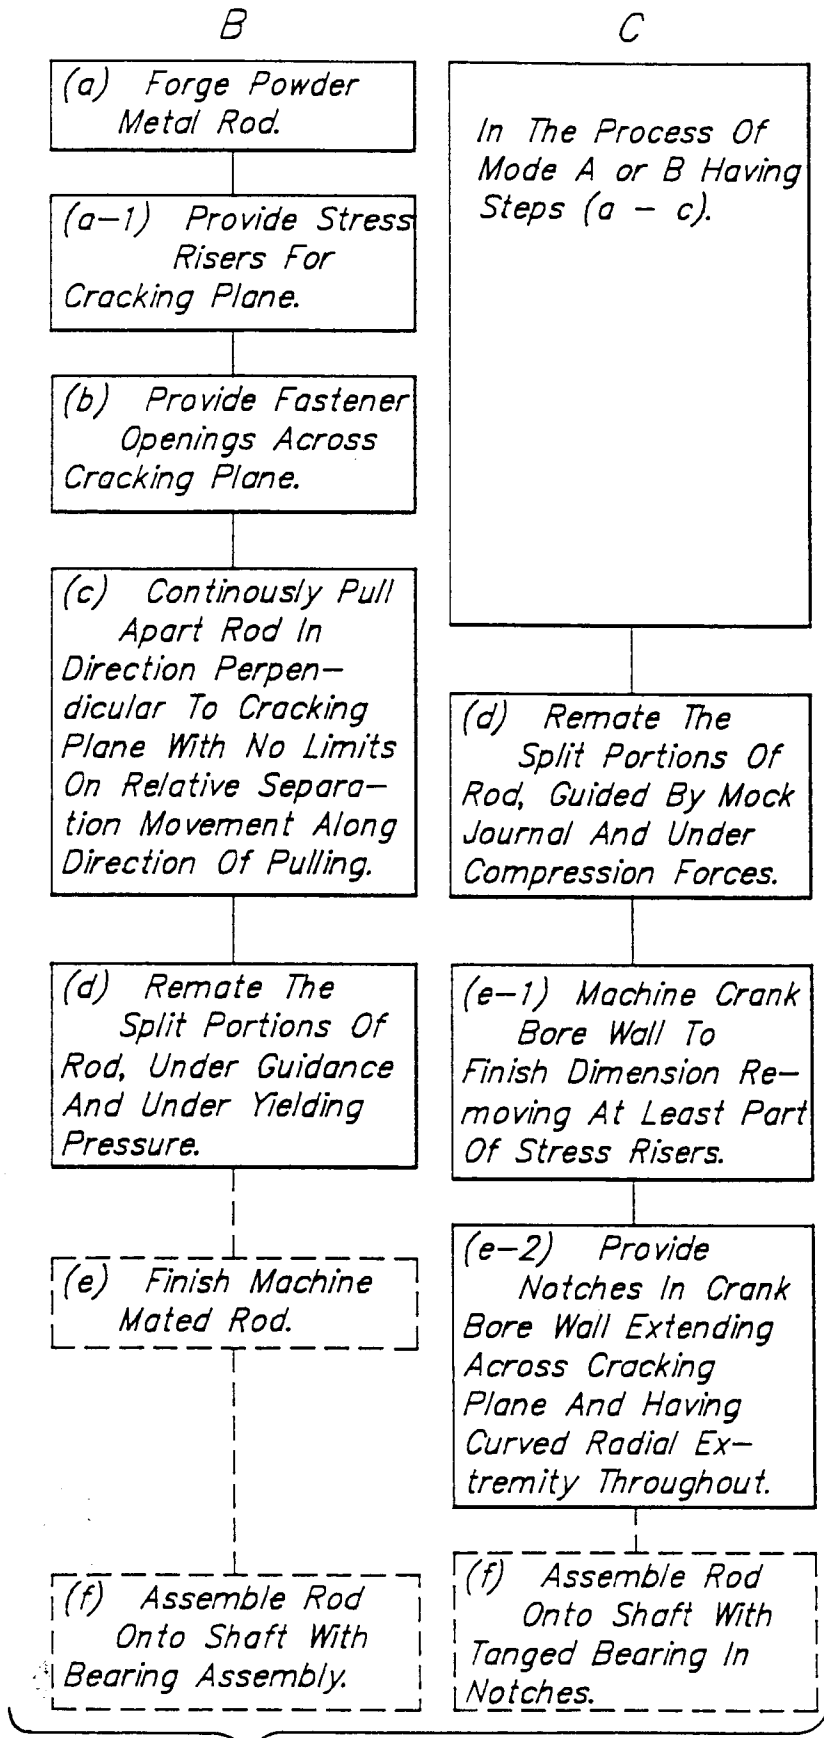 B
(a) Forge Powder
Metal Rod.
(a-1) Provide Stress
Risers For
Cracking Plane.
(b) Provide Fastener
Openings Across
Cracking Plane.
(c) Continously Pull
Apart Rod In
Direction Perpen-
dicular To Cracking
Plane With No Limits
On Relative Separa-
tion Movement Along
Direction Of Pulling.
(d) Remate The
Split Portions Of
Rod, Under Guidance
And Under Yielding
Pressure.
(e) Finish Machine
Mated Rod.
(f) Assemble Rod
Onto Shaft With
Bearing Assembly.
C
In The Process Of
Mode A or B Having
Steps (a - c).
(d) Remate The
Split Portions Of
Rod, Guided By Mock
Journal And Under
Compression Forces.
(e-1) Machine Crank
Bore Wall To
Finish Dimension Re-
moving At Least Part
Of Stress Risers.
(e-2) Provide
Notches In Crank
Bore Wall Extending
Across Cracking
Plane And Having
Curved Radial Ex-
tremity Throughout.
(f) Assemble Rod
Onto Shaft With
Tanged Bearing In
Notches.